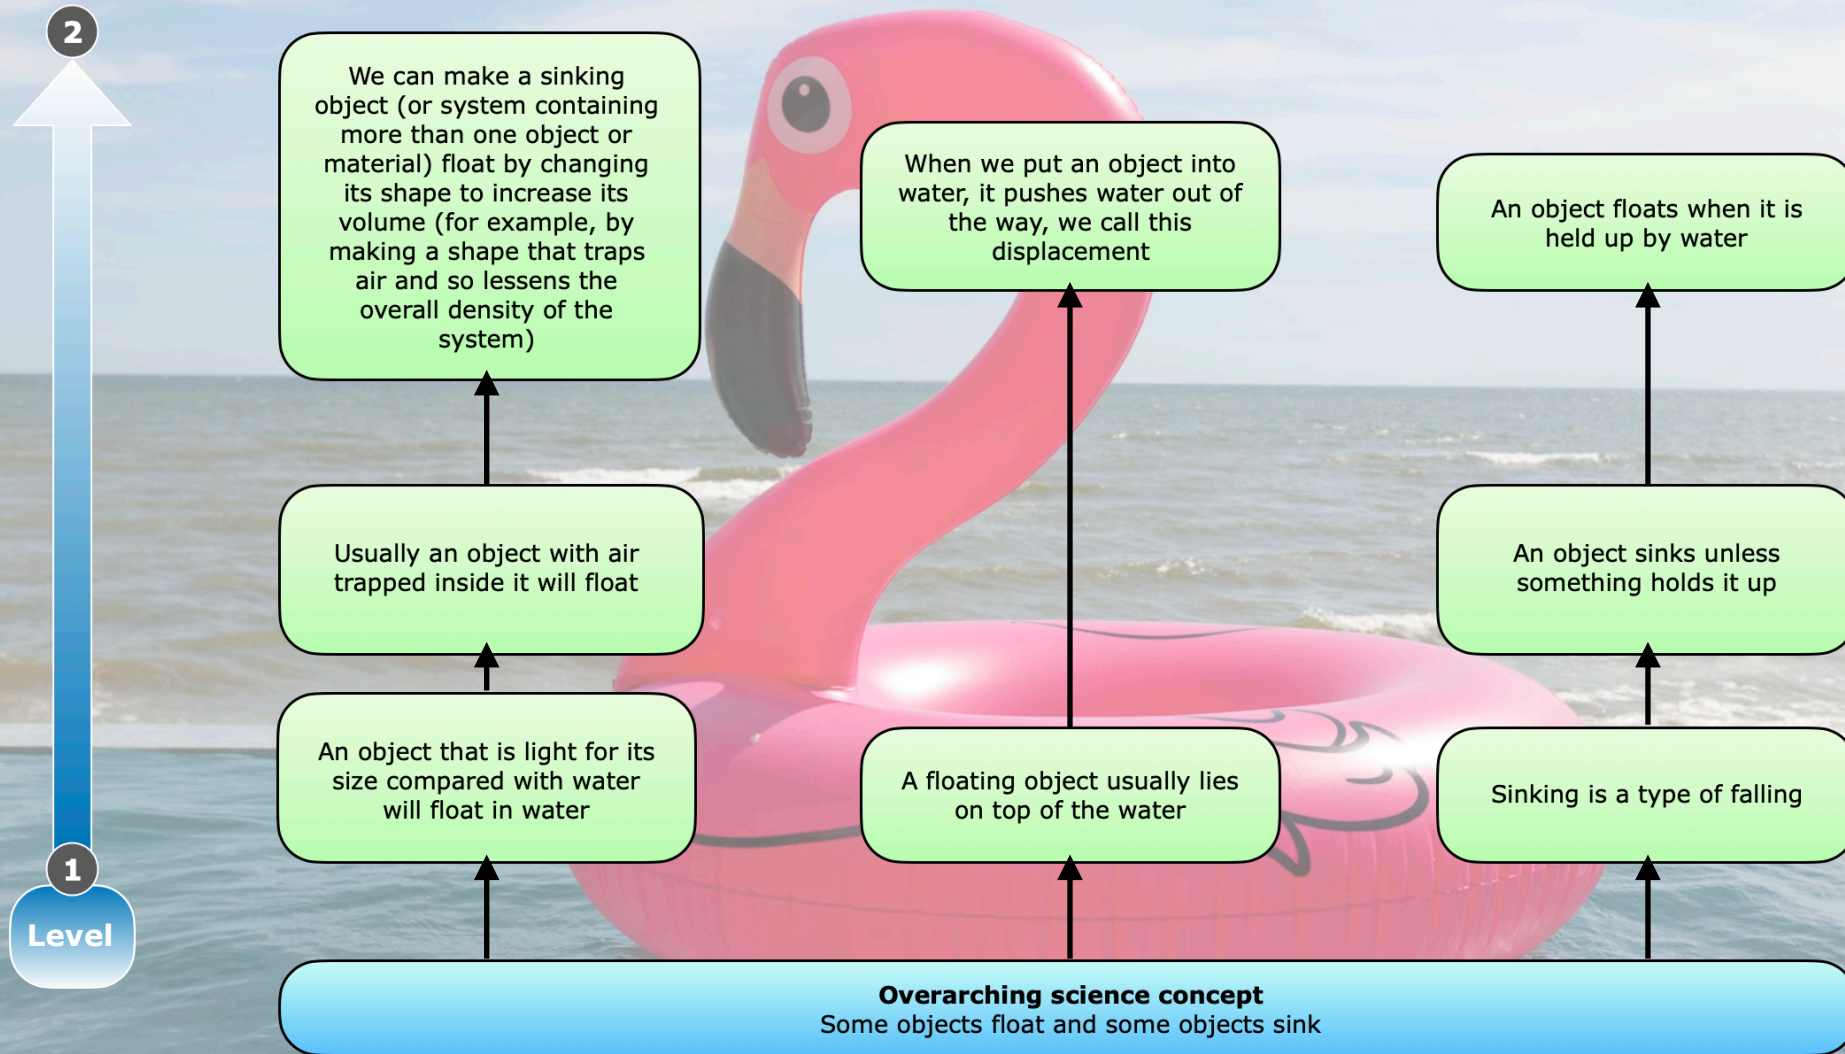 2
We can make a sinking
object (or system containing
more than one object or
material) float by changing
its shape to increase its
volume (for example, by
making a shape that traps
air and so lessens the
overall density of the
system)
When we put an object into
water, it pushes water out of
the way, we call this
displacement
An object floats when it is
held up by water
Usually an object with air
trapped inside it will float
An object sinks unless
something holds it up
An object that is light for its
size compared with water
will float in water
A floating object usually lies
on top of the water
Sinking is a type of falling
1
Level
Overarching science concept
Some objects float and some objects sink